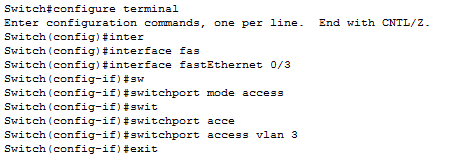 Switch#configure terminal
Enter configuration commands, one per line.  End with CNTL/Z.
Switch(config)#inter
Switch(config)#interface fas
Switch(config)#interface fastEthernet 0/3
Switch(config-if)#sw
Switch(config-if)#switchport mode access
Switch(config-if)#swit
Switch(config-if)#switchport acce
Switch(config-if)#switchport access vlan 3
Switch(config-if)#exit